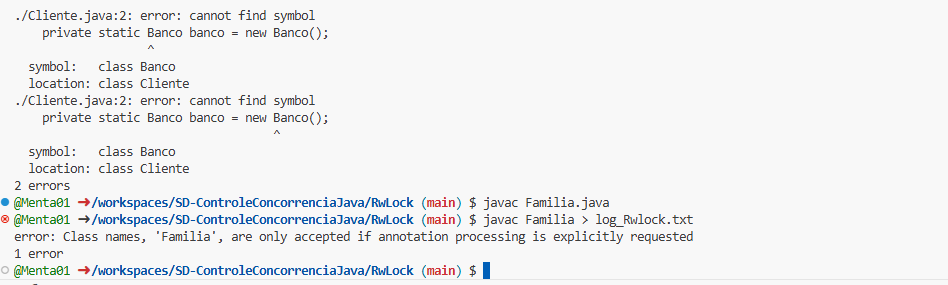 ./Cliente.java:2: error: cannot find symbol
    private static Banco banco = new Banco();
                   ^
  symbol:   class Banco
  location: class Cliente
./Cliente.java:2: error: cannot find symbol
    private static Banco banco = new Banco();
                                     ^
  symbol:   class Banco
  location: class Cliente
2 errors
@Menta01 ➜/workspaces/SD-ControleConcorrenciaJava/RwLock (main) $ javac Familia.java
@Menta01 ➜/workspaces/SD-ControleConcorrenciaJava/RwLock (main) $ javac Familia > log_Rwlock.txt
error: Class names, 'Familia', are only accepted if annotation processing is explicitly requested
1 error
@Menta01 ➜/workspaces/SD-ControleConcorrenciaJava/RwLock (main) $